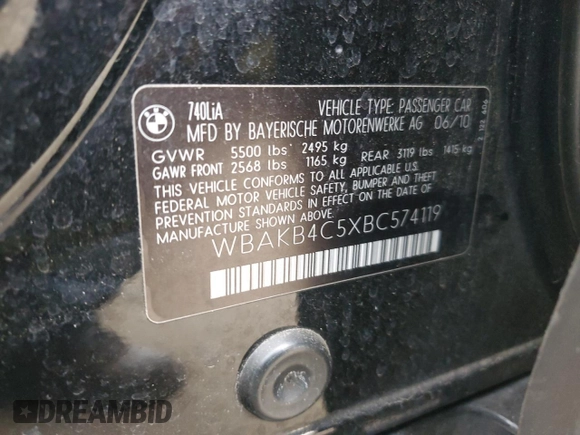 BMW
740LiA VEHICLE TYPE: PASSENGER CAR
MFD BY BAYERISCHE MOTORENWERKE AG 06/10
GVWR 5500 lbs 2495 kg
GAWR FRONT 2568 lbs 1165 kg REAR 3119 lbs 1415 kg
THIS VEHICLE CONFORMS TO ALL APPLICABLE U.S.
FEDERAL MOTOR VEHICLE SAFETY, BUMPER AND THEFT
PREVENTION STANDARDS IN EFFECT ON THE DATE OF
MANUFACTURE SHOWN ABOVE.
WBAKB4C5XBC574119
DREAMBID